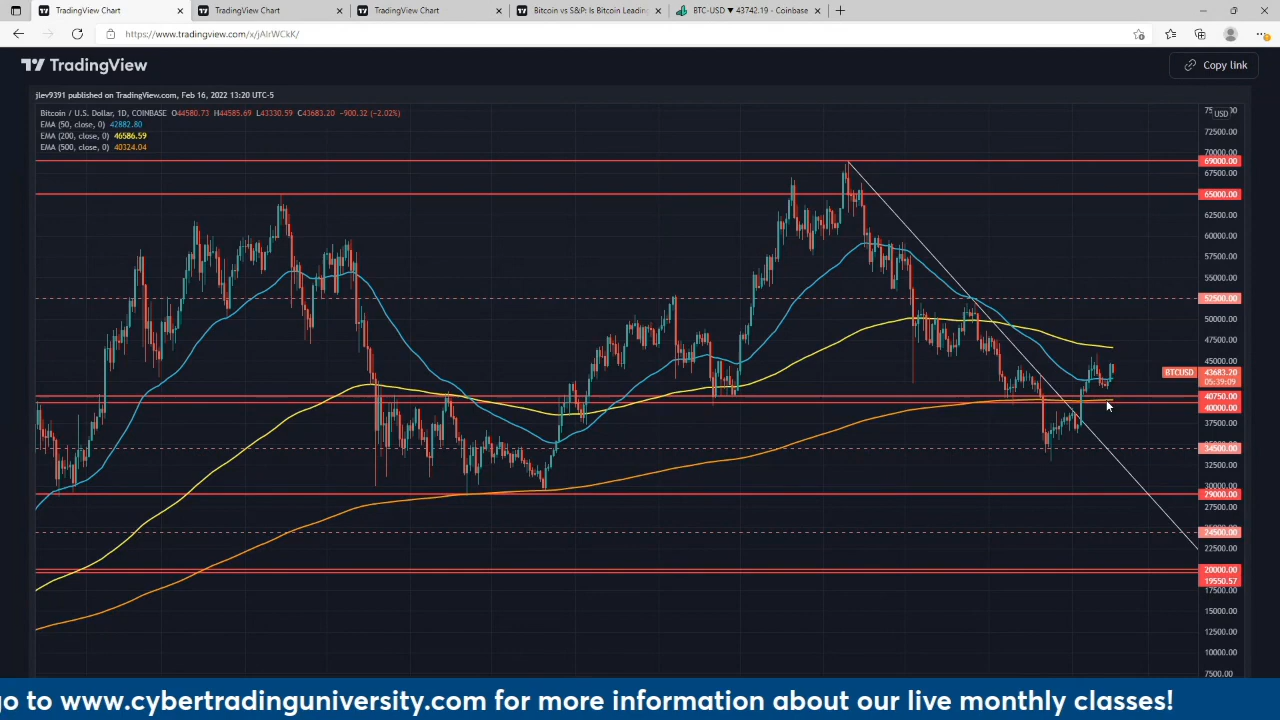 TradingView Chart
TradingView Chart
TradingView Chart
Bitcoin vs S&P: Is Bitcoin Leading
BTC-USD ▼ 43742.19 - Coinbase
https://www.tradingview.com/x/jAIrWCkK/
TradingView
Copy link
jlev9391 published on TradingView.com, Feb 16, 2022 13:20 UTC-5
Bitcoin / U.S. Dollar, 1D, COINBASE O44580.73 H44585.69 L43330.59 C43683.20 -900.32 (-2.02%)
EMA (50, close, 0) 42882.80
EMA (200, close, 0) 46586.59
EMA (500, close, 0) 40324.04
USD
72500.00
70000.00
69000.00
67500.00
65000.00
62500.00
60000.00
57500.00
55000.00
52500.00
50000.00
47500.00
45000.00
BTCUSD 43683.20
05:39:09
40750.00
40000.00
37500.00
34500.00
32500.00
30000.00
29000.00
27500.00
24500.00
22500.00
20000.00
19550.57
17500.00
15000.00
12500.00
10000.00
7500.00
go to www.cybertradinguniversity.com for more information about our live monthly classes!